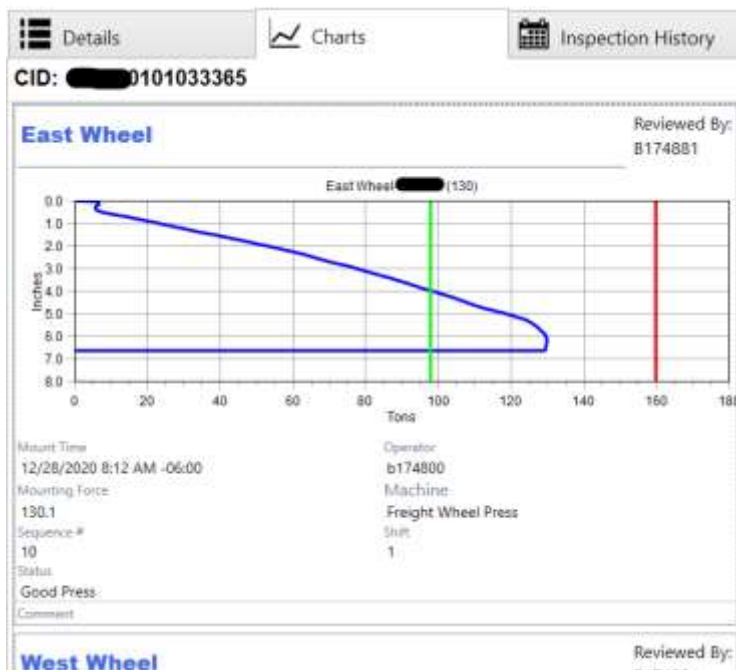 Details Charts Inspection History
CID: 0101033365
East Wheel
Reviewed By:
B174881
East Wheel (130)
0.0
1.0
2.0
3.0
4.0
5.0
6.0
7.0
8.0
Inches
0 20 40 60 80 100 120 140 160 180
Tons
Mount Time Operator
12/28/2020 8:12 AM -06:00 b174800
Mounting Force Machine
130.1 Freight Wheel Press
Sequence # Shift
10 1
Status
Good Press
Comment
West Wheel
Reviewed By: